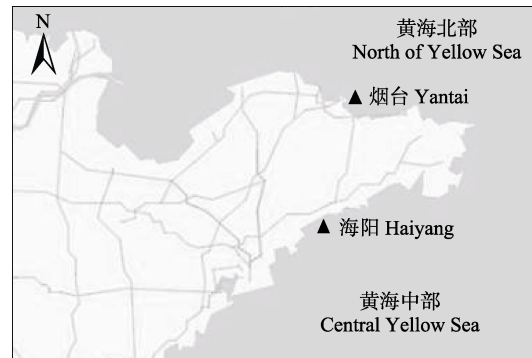 N
黄海北部
North of Yellow Sea
烟台 Yantai
海阳 Haiyang
黄海中部
Central Yellow Sea